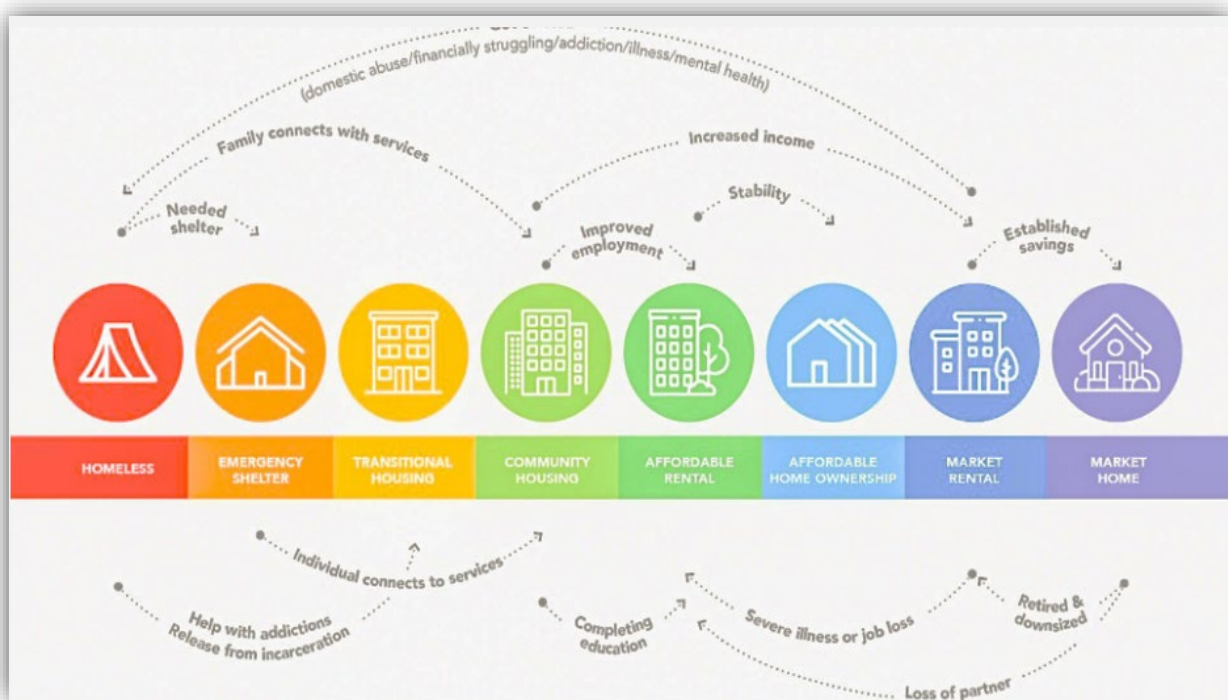 (domestic abuse/financially struggling/addiction/illness/mental health)
Family connects with services
Increased income
Needed
shelter
Stability
Improved
employment
Established
savings
HOMELESS
EMERGENCY
SHELTER
TRANSITIONAL
HOUSING
COMMUNITY
HOUSING
AFFORDABLE
RENTAL
AFFORDABLE
HOME OWNERSHIP
MARKET
RENTAL
MARKET
HOME
Individual connects to services
Help with addictions
Release from incarceration
Completing
education
Severe illness or job loss
Retired &
downsized
Loss of partner